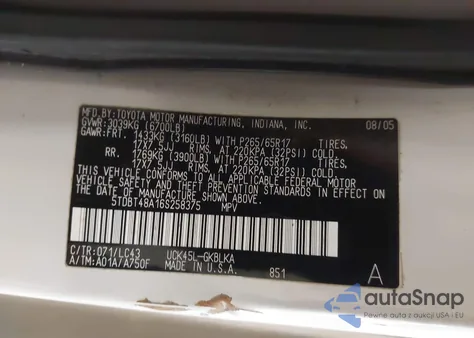 MFD.BY:TOYOTA MOTOR MANUFACTURING, INDIANA, INC. 08/05
GVWR:3039KG (6700LB)
GAWR:FRT. 1433KG (3160LB) WITH P265/65R17 TIRES,
17X7.5JJ RIMS, AT 220KPA (32PSI) COLD
RR. 1769KG (3900LB) WITH P265/65R17 TIRES,
17X7.5JJ RIMS, AT 220KPA (32PSI) COLD
THIS VEHICLE CONFORMS TO ALL APPLICABLE FEDERAL MOTOR
VEHICLE SAFETY STANDARDS IN EFFECT ON THE DATE OF
MANUFACTURE SHOWN ABOVE.
5TDBT48A16S258375 MPV
C/TR:071/LC43 UCK45L-GKBLKA
A/TM:A01A/A750F MADE IN U.S.A. 851 A
autoSnap
Pewne auta z aukcji USA i EU